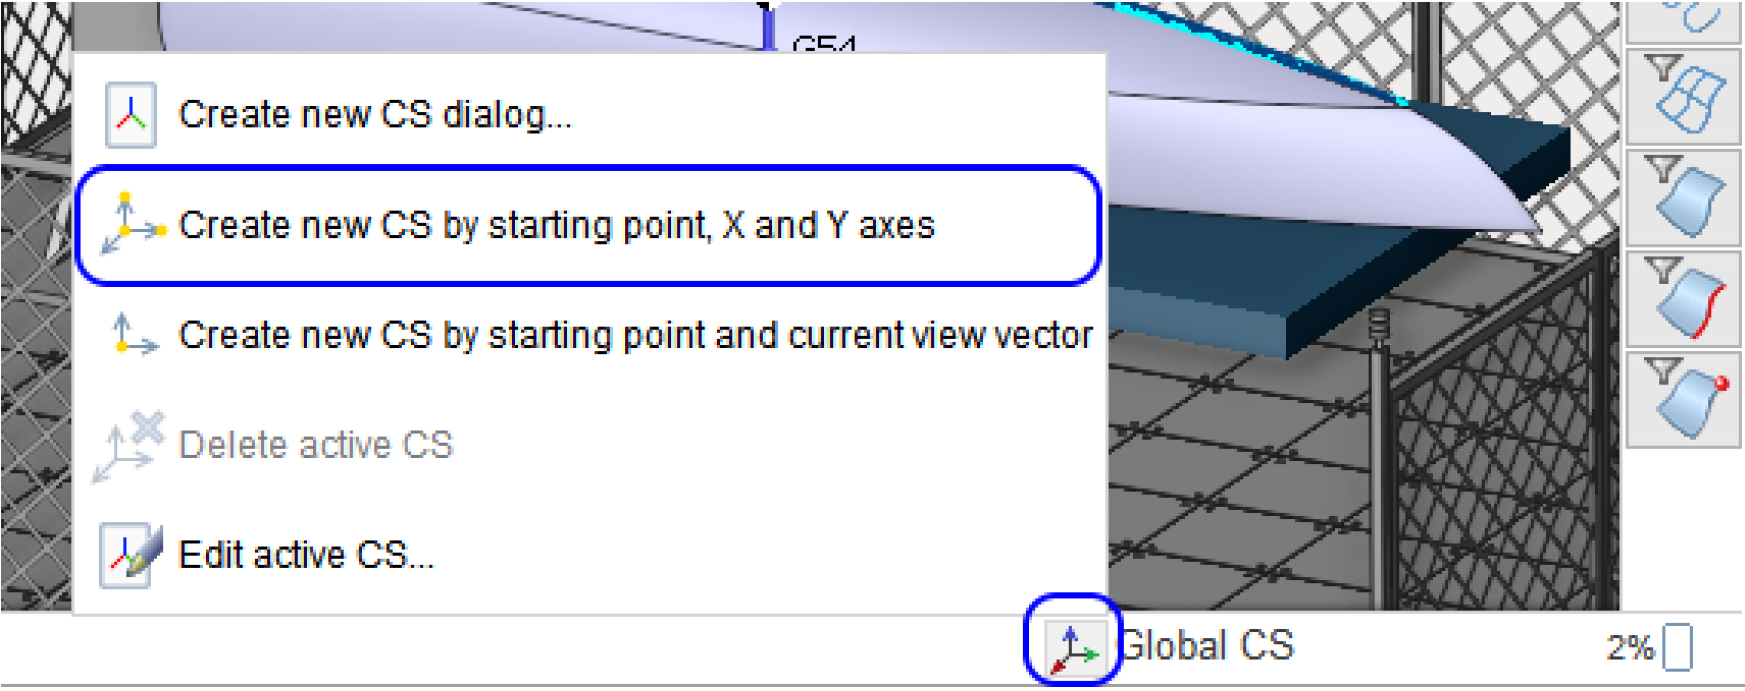 G54
Create new CS dialog...
Create new CS by starting point, X and Y axes
Create new CS by starting point and current view vector
Delete active CS
Edit active CS...
Global CS
2%